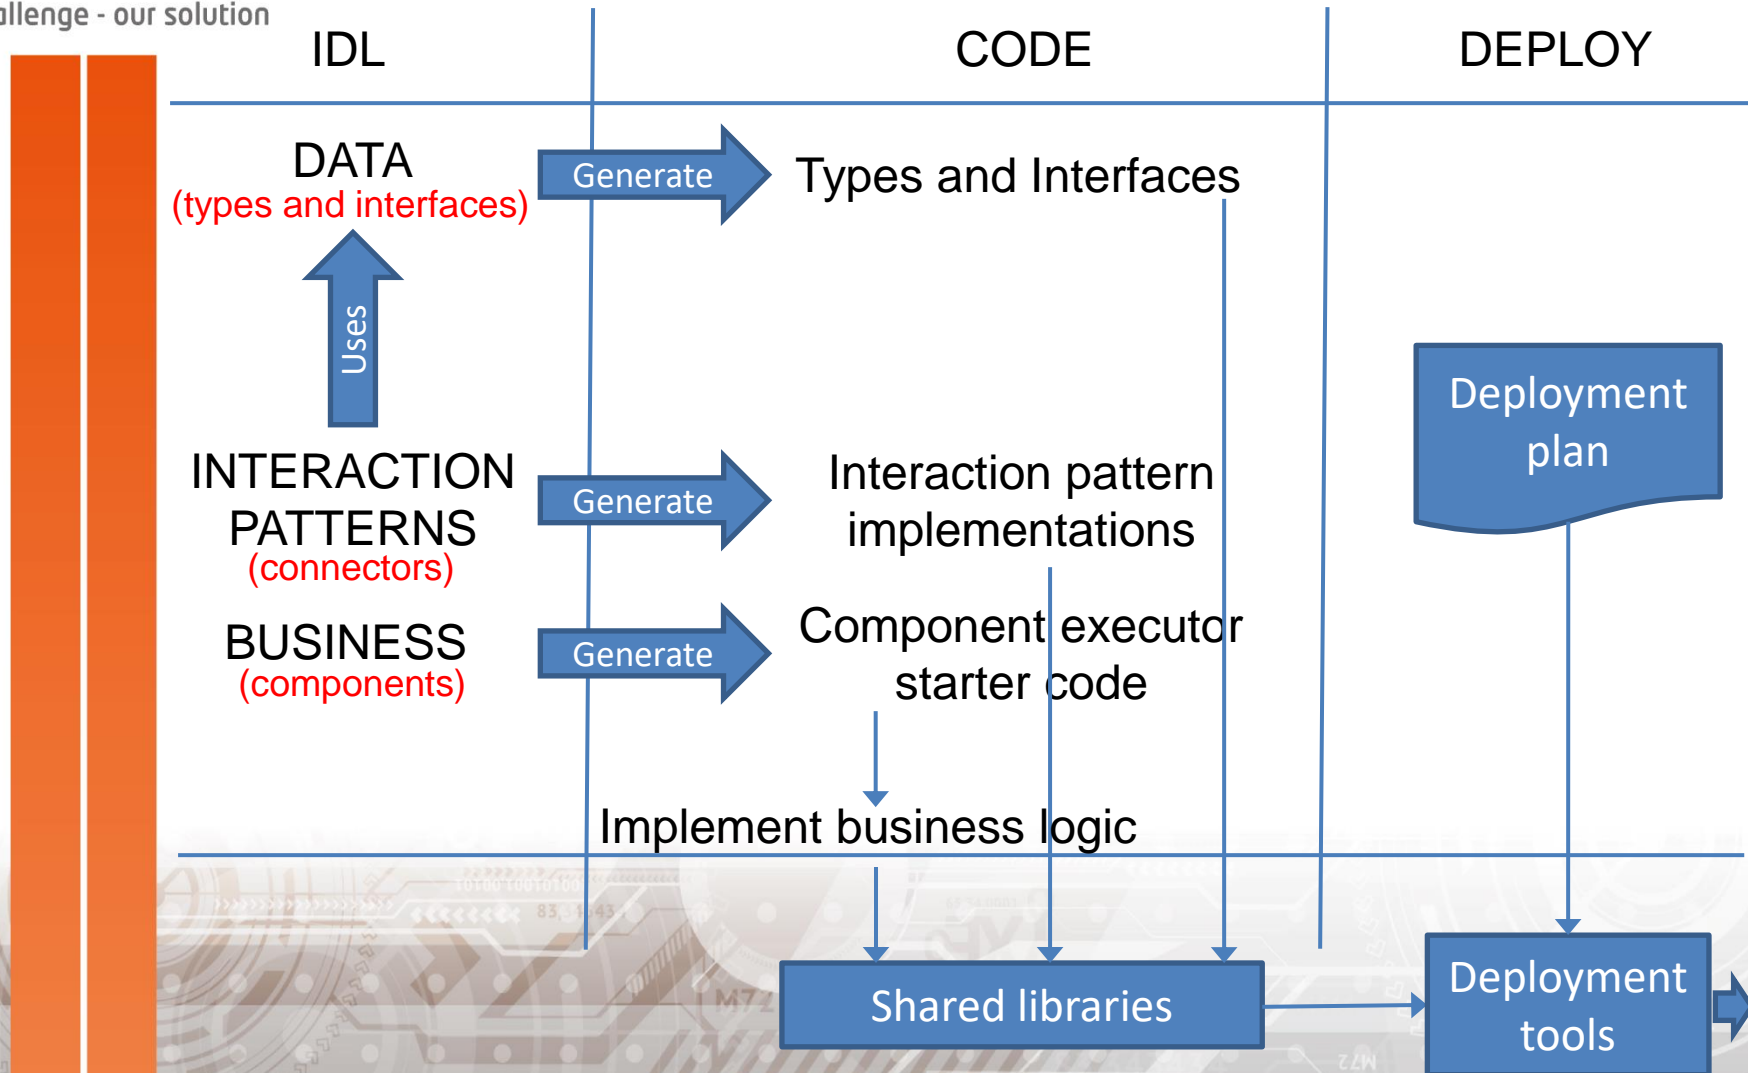 allenge - our solution
IDL
CODE
DEPLOY
DATA
(types and interfaces)
Generate
Types and Interfaces
Uses
Deployment
plan
INTERACTION
PATTERNS
(connectors)
Generate
Interaction pattern
implementations
BUSINESS
(components)
Generate
Component executor
starter code
Implement business logic
Shared libraries
Deployment
tools
M72
M72